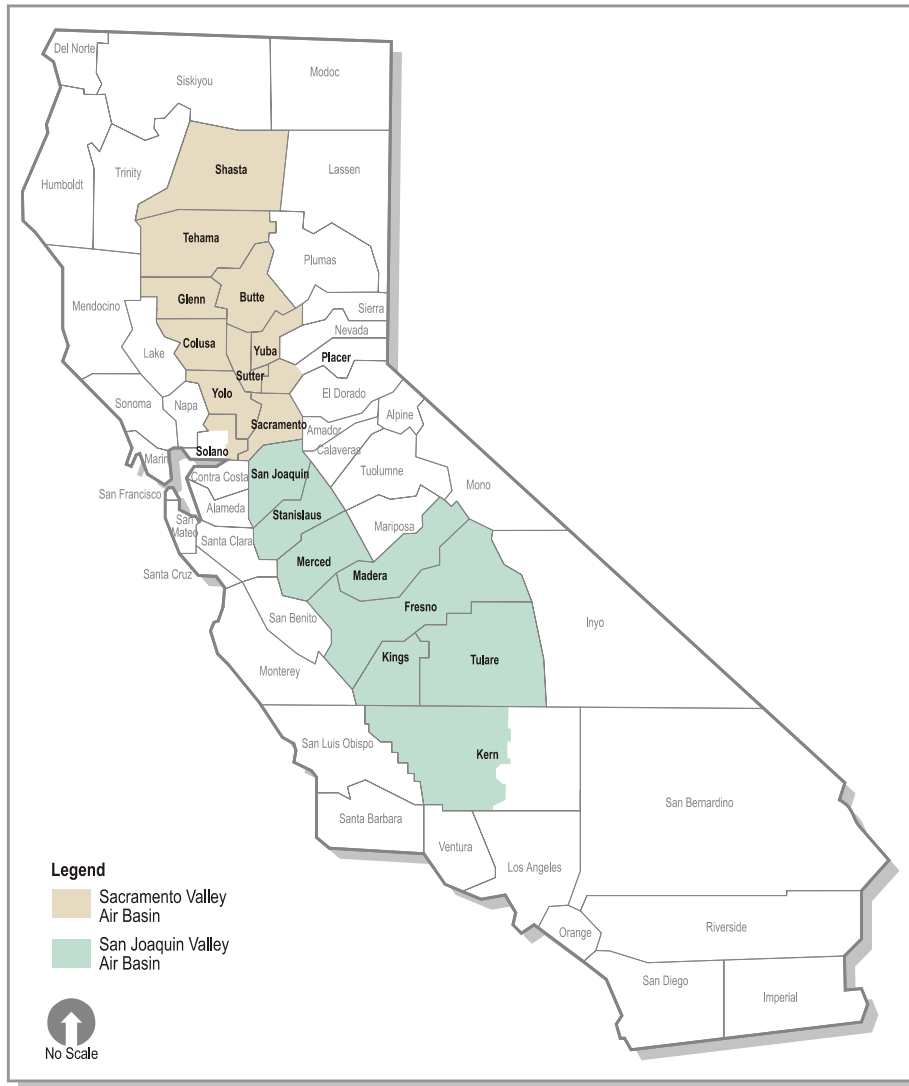 Del Norte
Siskiyou
Modoc
Shasta
Lassen
Trinity
Humboldt
Tehama
Plumas
Mendocino
Glenn
Butte
Sierra
Nevada
Colusa
Lake
Yuba
Placer
Sutter
Yolo
El Dorado
Sonoma
Napa
Sacramento
Alpine
Amador
Solano
Calaveras
Marin
San Joaquin
Tuolumne
Contra Costa
Mono
San Francisco
Alameda
Stanislaus
San
Mateo
Mariposa
Santa Clara
Merced
Santa Cruz
Madera
Fresno
San Benito
Inyo
Kings
Tulare
Monterey
San Luis Obispo
Kern
San Bernardino
Santa Barbara
Ventura
Los Angeles
Orange
Riverside
San Diego
Imperial
Legend
Sacramento Valley
Air Basin
San Joaquin Valley
Air Basin
No Scale